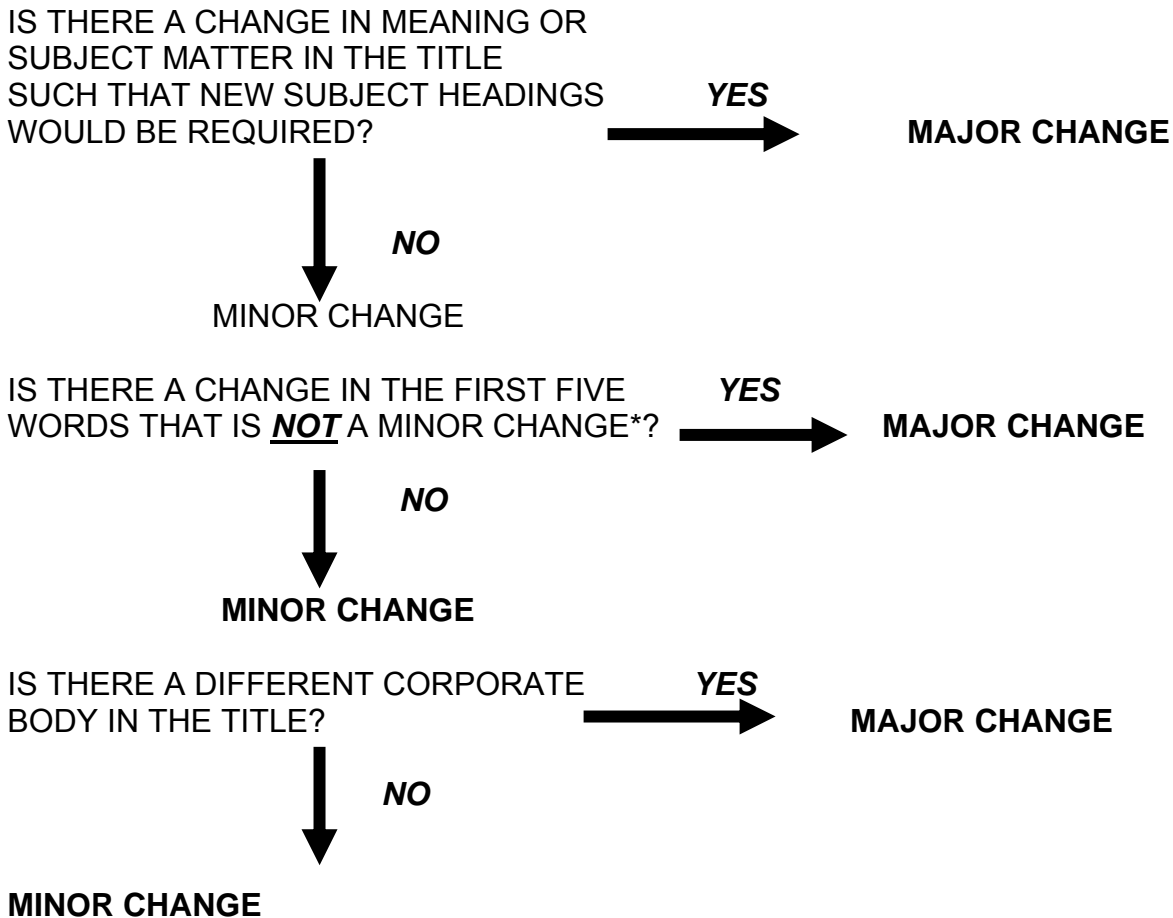 IS THERE A CHANGE IN MEANING OR
SUBJECT MATTER IN THE TITLE
SUCH THAT NEW SUBJECT HEADINGS YES
WOULD BE REQUIRED? MAJOR CHANGE
NO
MINOR CHANGE
IS THERE A CHANGE IN THE FIRST FIVE YES
WORDS THAT IS NOT A MINOR CHANGE*? MAJOR CHANGE
NO
MINOR CHANGE
IS THERE A DIFFERENT CORPORATE YES
BODY IN THE TITLE? MAJOR CHANGE
NO
MINOR CHANGE